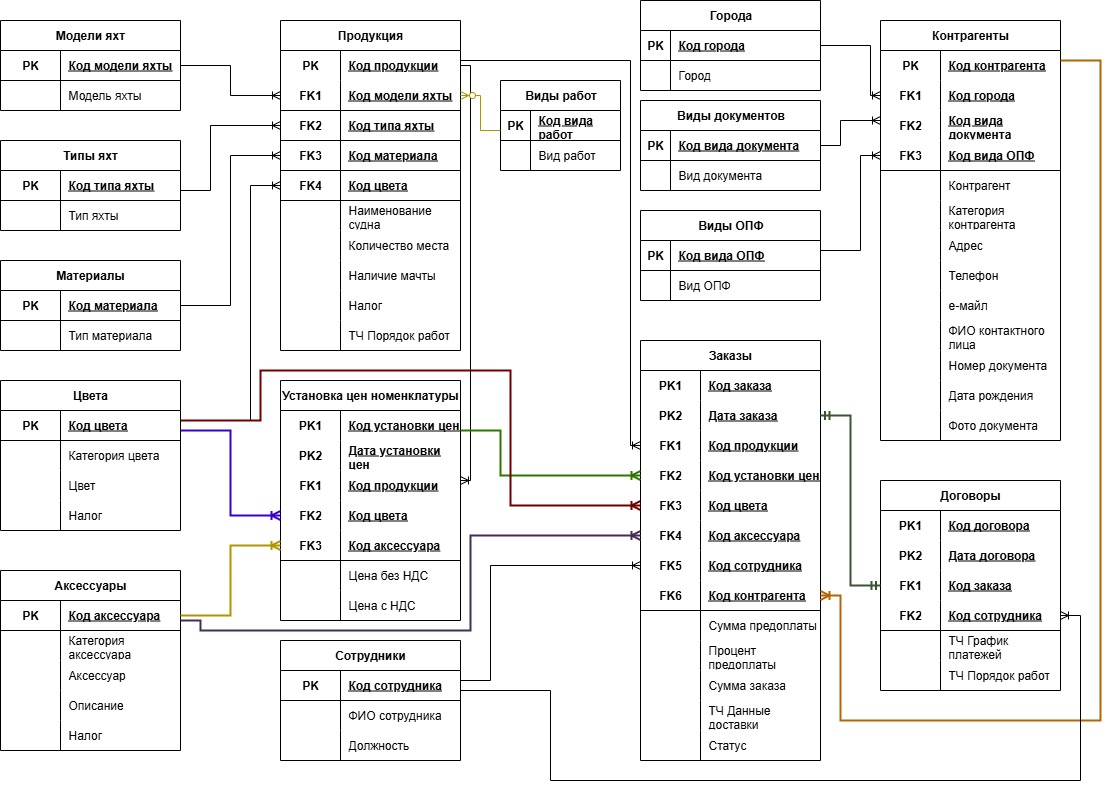 Модели яхт
PK Код модели яхты
Модель яхты
Типы яхт
PK Код типа яхты
Тип яхты
Материалы
PK Код материала
Тип материала
Цвета
PK Код цвета
Категория цвета
Цвет
Налог
Аксессуары
PK Код аксессуара
Категория
аксессуара
Аксессуар
Описание
Налог
Продукция
PK Код продукции
FK1 Код модели яхты
FK2 Код типа яхты
FK3 Код материала
FK4 Код цвета
Наименование
судна
Количество места
Наличие мачты
Налог
ТЧ Порядок работ
Установка цен номенклатуры
PK1 Код установки цен
PK2 Дата установки
цен
FK1 Код продукции
FK2 Код цвета
FK3 Код аксессуара
Цена без НДС
Цена с НДС
Сотрудники
PK Код сотрудника
ФИО сотрудника
Должность
Виды работ
PK Код вида
работ
Вид работ
Города
PK Код города
Город
Виды документов
PK Код вида документа
Вид документа
Виды ОПФ
PK Код вида ОПФ
Вид ОПФ
Заказы
PK1 Код заказа
PK2 Дата заказа
FK1 Код продукции
FK2 Код установки цен
FK3 Код цвета
FK4 Код аксессуара
FK5 Код сотрудника
FK6 Код контрагента
Сумма предоплаты
Процент
предоплаты
Сумма заказа
ТЧ Данные
доставки
Статус
Контрагенты
PK Код контрагента
FK1 Код города
FK2 Код вида
документа
FK3 Код вида ОПФ
Контрагент
Категория
контрагента
Адрес
Телефон
е-майл
ФИО контактного
лица
Номер документа
Дата рождения
Фото документа
Договоры
PK1 Код договора
PK2 Дата договора
FK1 Код заказа
FK2 Код сотрудника
ТЧ График
платежей
ТЧ Порядок работ